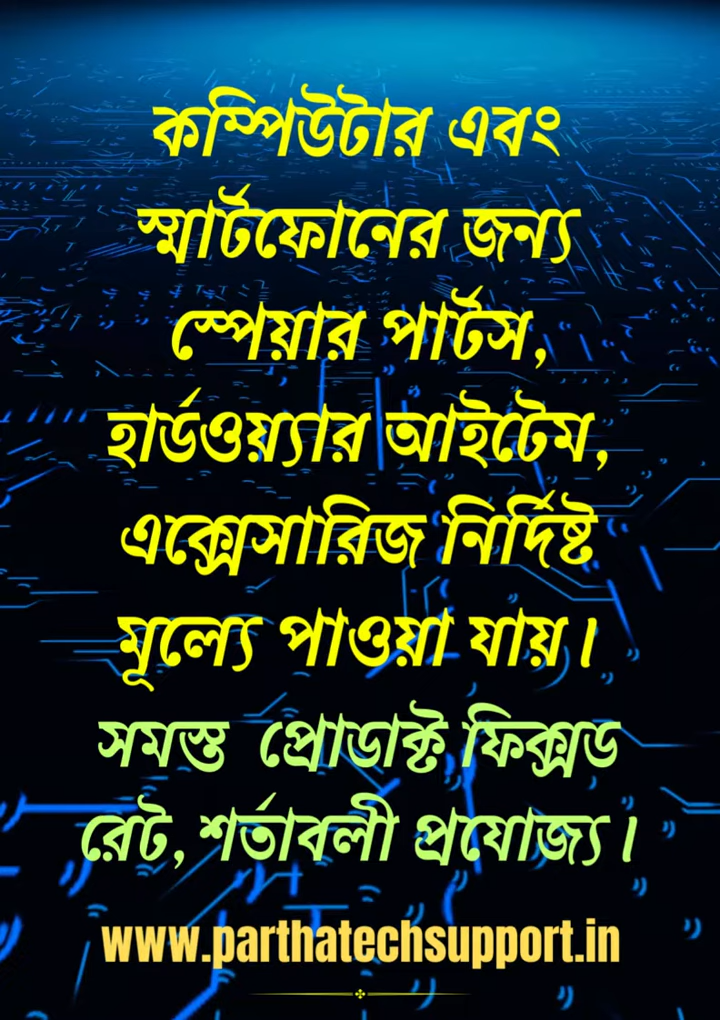 কম্পিউটার এবং
স্মার্টফোনের জন্য
স্পেয়ার পার্টস,
হার্ডওয়্যার আইটেম,
এক্সেসারিজ নির্দিষ্ট
মূল্যে পাওয়া যায়।
সমস্ত প্রোডাক্ট ফিক্সড
রেট, শর্তাবলী প্রযোজ্য।
www.parthatechsupport.in